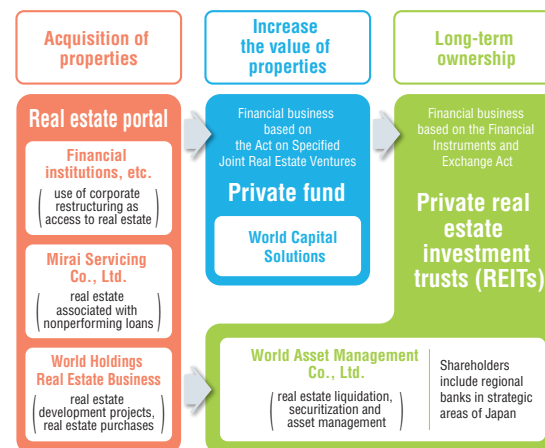 Acquisition of
properties
Increase
the value of
properties
Long-term
ownership
Real estate portal
Financial
institutions, etc.
(use of corporate
restructuring as
access to real estate)
Mirai Servicing
Co., Ltd.
(real estate
associated with
nonperforming loans)
World Holdings
Real Estate Business
(real estate
development projects,
real estate purchases)
Financial business
based on
the Act on Specified
Joint Real Estate Ventures
Private fund
World Capital
Solutions
Financial business
based on the Financial
Instruments and
Exchange Act
Private real
estate
investment
trusts (REITs)
World Asset Management
Co., Ltd.
(real estate liquidation,
securitization and
asset management)
Shareholders
include regional
banks in strategic
areas of Japan